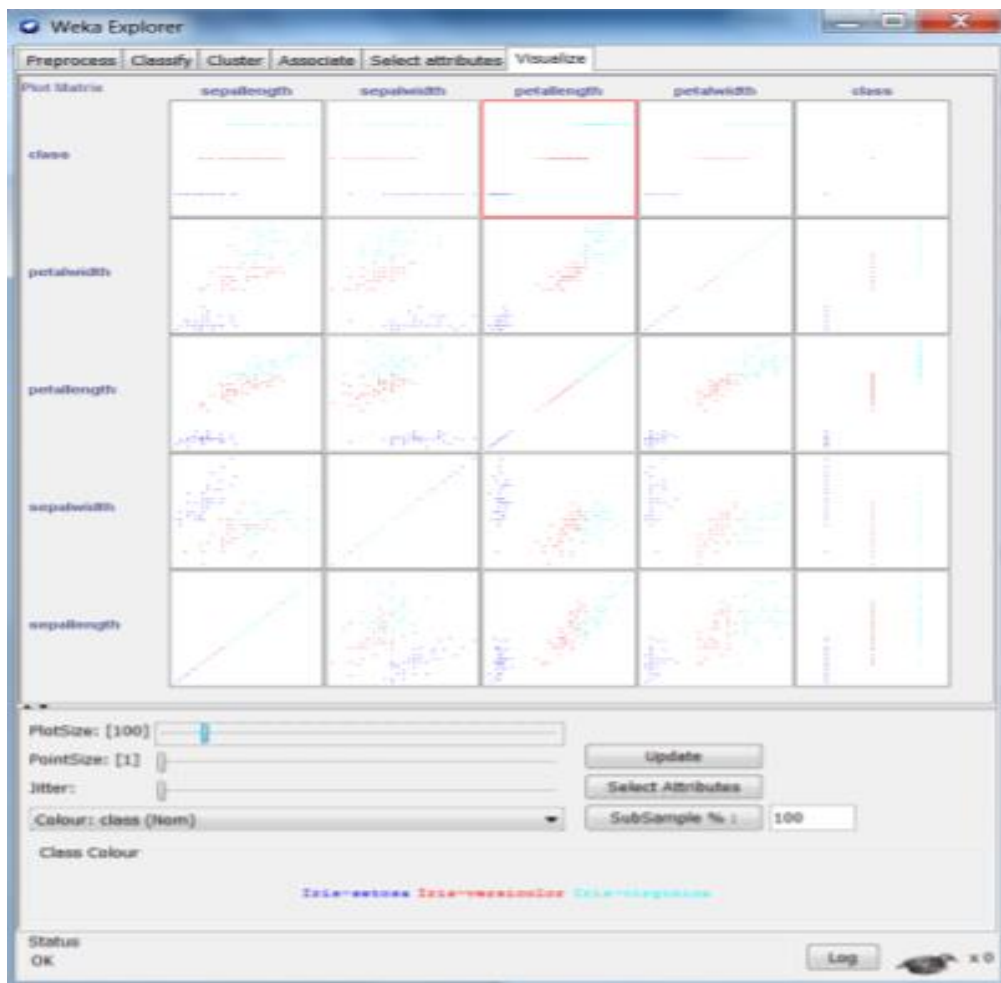 Weka Explorer
Preprocess Classify Cluster Associate Select attributes Visualize
Plot Matrix sepallength sepalwidth petallength petalwidth class
class
petalwidth
petallength
sepalwidth
sepallength
PlotSize: [100]
PointSize: [1]
Jitter:
Colour: class (Nom)
Update
Select Attributes
SubSample % : 100
Class Colour
Iris-setosa Iris-versicolor Iris-virginica
Status
OK
Log x 0